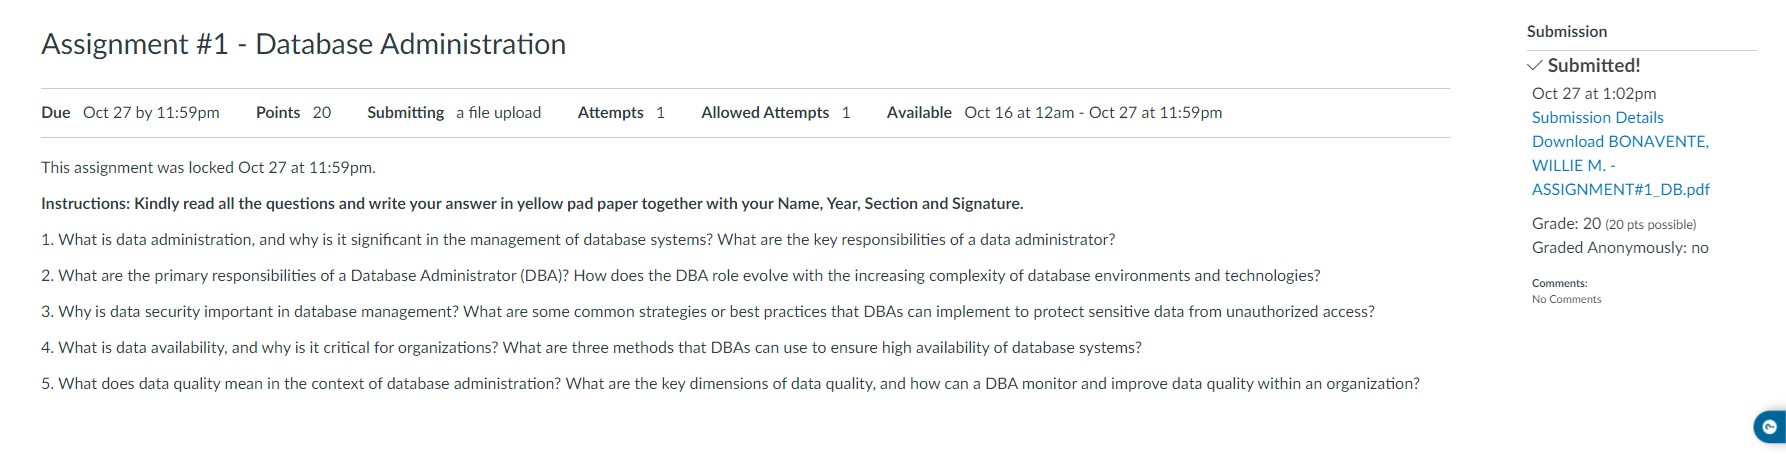 Assignment #1 - Database Administration
Due Oct 27 by 11:59pm Points 20 Submitting a file upload Attempts 1 Allowed Attempts 1 Available Oct 16 at 12am - Oct 27 at 11:59pm
This assignment was locked Oct 27 at 11:59pm.
Instructions: Kindly read all the questions and write your answer in yellow pad paper together with your Name, Year, Section and Signature.
1. What is data administration, and why is it significant in the management of database systems? What are the key responsibilities of a data administrator?
2. What are the primary responsibilities of a Database Administrator (DBA)? How does the DBA role evolve with the increasing complexity of database environments and technologies?
3. Why is data security important in database management? What are some common strategies or best practices that DBAs can implement to protect sensitive data from unauthorized access?
4. What is data availability, and why is it critical for organizations? What are three methods that DBAs can use to ensure high availability of database systems?
5. What does data quality mean in the context of database administration? What are the key dimensions of data quality, and how can a DBA monitor and improve data quality within an organization?
Submission
Submitted!
Oct 27 at 1:02pm
Submission Details
Download BONAVENTE,
WILLIE M. -
ASSIGNMENT#1_DB.pdf
Grade: 20 (20 pts possible)
Graded Anonymously: no
Comments:
No Comments